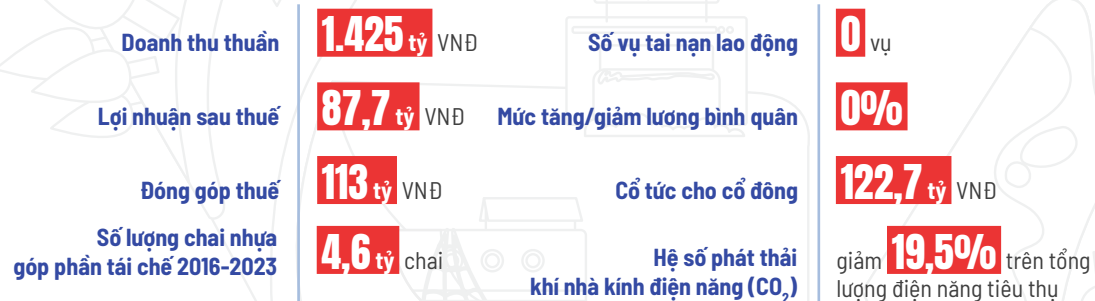 Doanh thu thuần 1.425 tỷ VNĐ
Số vụ tai nạn lao động 0 vụ
Lợi nhuận sau thuế 87,7 tỷ VNĐ
Mức tăng/giảm lương bình quân 0%
Đóng góp thuế 113 tỷ VNĐ
Cổ tức cho cổ đông 122,7 tỷ VNĐ
Số lượng chai nhựa
góp phần tái chế 2016-2023 4,6 tỷ chai
Hệ số phát thải
khí nhà kính điện năng (CO₂)
giảm 19,5% trên tổng
lượng điện năng tiêu thụ